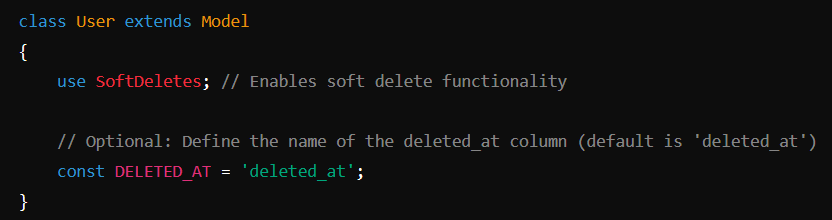 class User extends Model
{
    use SoftDeletes; // Enables soft delete functionality

    // Optional: Define the name of the deleted_at column (default is 'deleted_at')
    const DELETED_AT = 'deleted_at';
}